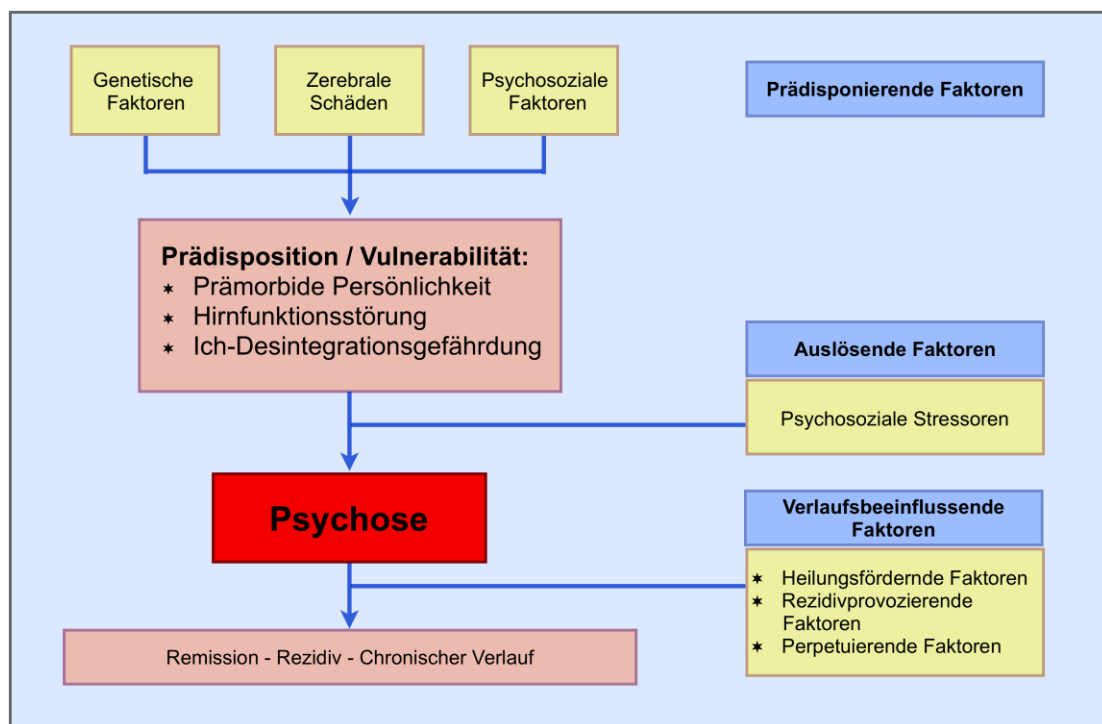 Genetische
Faktoren
Zerebrale
Schäden
Psychosoziale
Faktoren
Prädisponierende Faktoren
Prädisposition / Vulnerabilität:
✶ Prämorbide Persönlichkeit
✶ Hirnfunktionsstörung
✶ Ich-Desintegrationsgefährdung
Auslösende Faktoren
Psychosoziale Stressoren
Psychose
Verlaufsbeeinflussende
Faktoren
✶ Heilungsfördernde Faktoren
✶ Rezidivprovozierende
Faktoren
✶ Perpetuierende Faktoren
Remission - Rezidiv - Chronischer Verlauf